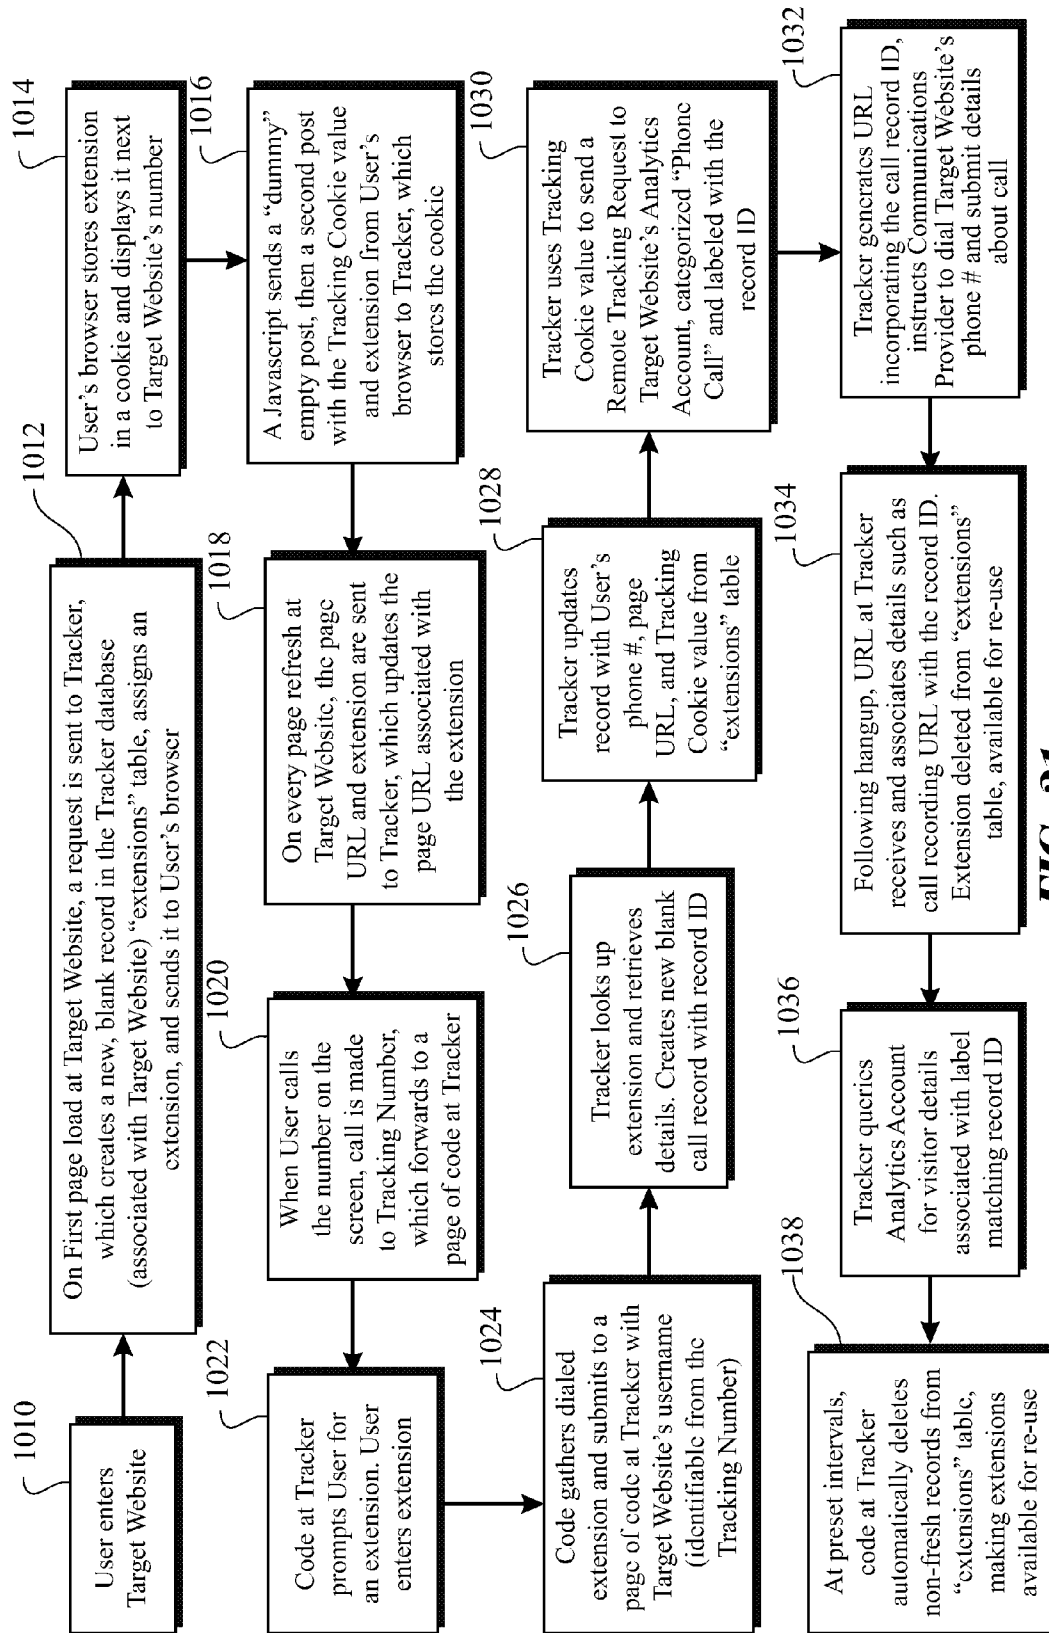 1010
User enters
Target Website
1012
On First page load at Target Website, a request is sent to Tracker,
which creates a new, blank record in the Tracker database
(associated with Target Website) “extensions” table, assigns an
extension, and sends it to User’s browser
1014
User’s browser stores extension
in a cookie and displays it next
to Target Website’s number
1016
A Javascript sends a “dummy”
empty post, then a second post
with the Tracking Cookie value
and extension from User’s
browser to Tracker, which
stores the cookie
1018
On every page refresh at
Target Website, the page
URL and extension are sent
to Tracker, which updates the
page URL associated with
the extension
1020
When User calls
the number on the
screen, call is made
to Tracking Number,
which forwards to a
page of code at Tracker
1022
Code at Tracker
prompts User for
an extension. User
enters extension
1024
Code gathers dialed
extension and submits to a
page of code at Tracker with
Target Website’s username
(identifiable from the
Tracking Number)
1026
Tracker looks up
extension and retrieves
details. Creates new blank
call record with record ID
1028
Tracker updates
record with User’s
phone #, page
URL, and Tracking
Cookie value from
“extensions” table
1030
Tracker uses Tracking
Cookie value to send a
Remote Tracking Request to
Target Website’s Analytics
Account, categorized “Phone
Call” and labeled with the
record ID
1032
Tracker generates URL
incorporating the call record ID,
instructs Communications
Provider to dial Target Website’s
phone # and submit details
about call
1034
Following hangup, URL at Tracker
receives and associates details such as
call recording URL with the record ID.
Extension deleted from “extensions”
table, available for re-use
1036
Tracker queries
Analytics Account
for visitor details
associated with label
matching record ID
1038
At preset intervals,
code at Tracker
automatically deletes
non-fresh records from
“extensions” table,
making extensions
available for re-use